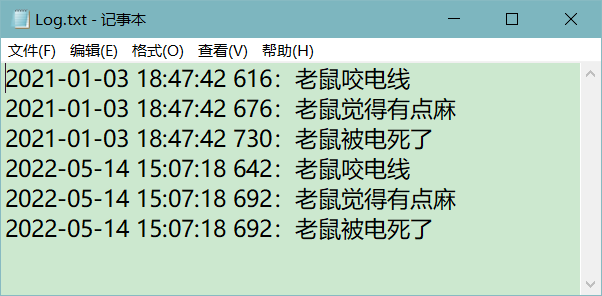 Log.txt - 记事本
文件(F) 编辑(E) 格式(O) 查看(V) 帮助(H)
2021-01-03 18:47:42 616：老鼠咬电线
2021-01-03 18:47:42 676：老鼠觉得有点麻
2021-01-03 18:47:42 730：老鼠被电死了
2022-05-14 15:07:18 642：老鼠咬电线
2022-05-14 15:07:18 692：老鼠觉得有点麻
2022-05-14 15:07:18 692：老鼠被电死了